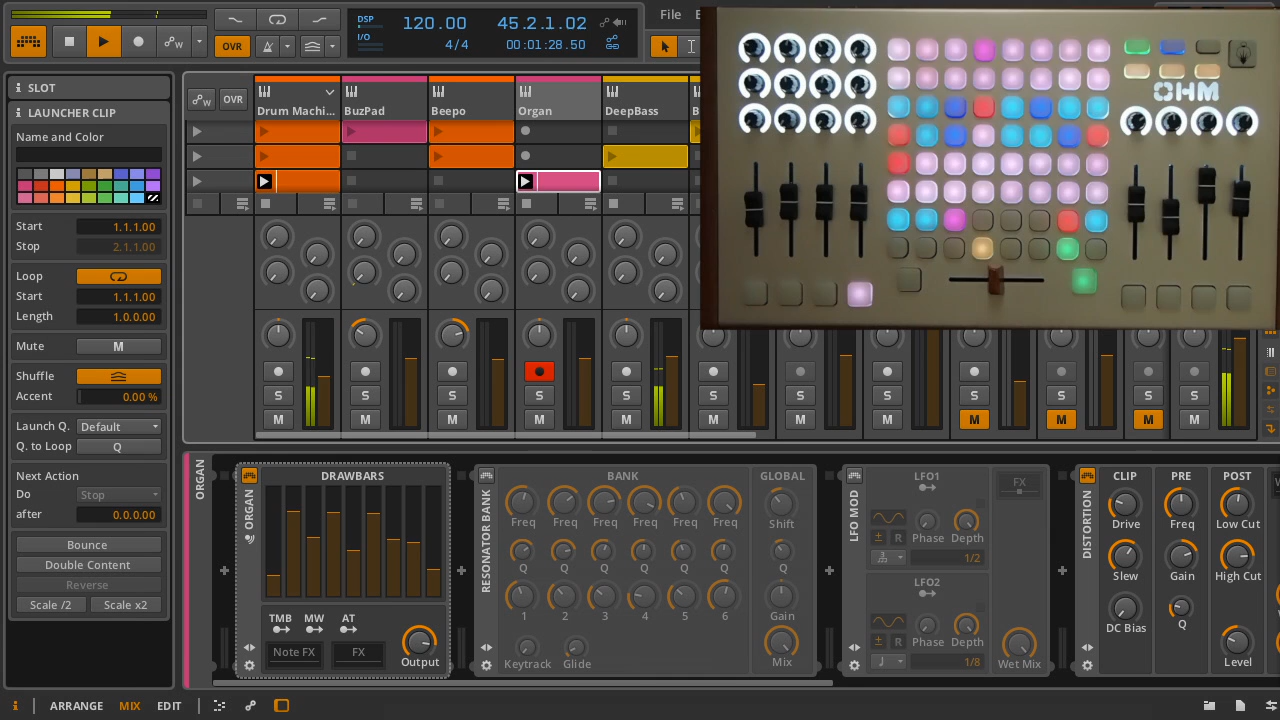 DSP
I/O
120.00
4/4
45.2.1.02
00:01:28.50
OVR
File
SLOT
LAUNCHER CLIP
Name and Color
Start 1.1.1.00
Stop 2.1.1.00
Loop
Start 1.1.1.00
Length 1.0.0.00
Mute M
Shuffle
Accent 0.00 %
Launch Q. Default
Q. to Loop Q
Next Action
Do Stop
after 0.0.0.00
Bounce
Double Content
Reverse
Scale /2 Scale x2
OVR
Drum Machi... BuzPad Beepo Organ DeepBass
OHM
S S S S S S S S S S S S
M M M M M M M M M M M M
ORGAN
ORGAN
DRAWBARS
TMB MW AT
Note FX FX
Output
RESONATOR BANK
BANK
Freq Freq Freq Freq Freq Freq
Q Q Q Q Q Q
1 2 3 4 5 6
Keytrack Glide
GLOBAL
Shift
Q
Gain
Mix
LFO MOD
LFO1
± R Phase Depth
1/2
LFO2
± R Phase Depth
1/8
FX
Wet Mix
DISTORTION
CLIP PRE POST
Drive Freq Low Cut
Slew Gain High Cut
DC Bias Q
Level
i ARRANGE MIX EDIT